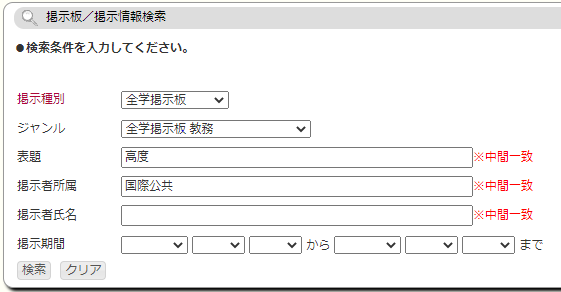 掲示板／掲示情報検索
●検索条件を入力してください。
掲示種別 全学掲示板
ジャンル 全学掲示板 教務
表題 高度 ※中間一致
掲示者所属 国際公共 ※中間一致
掲示者氏名 ※中間一致
掲示期間 から まで
検索 クリア